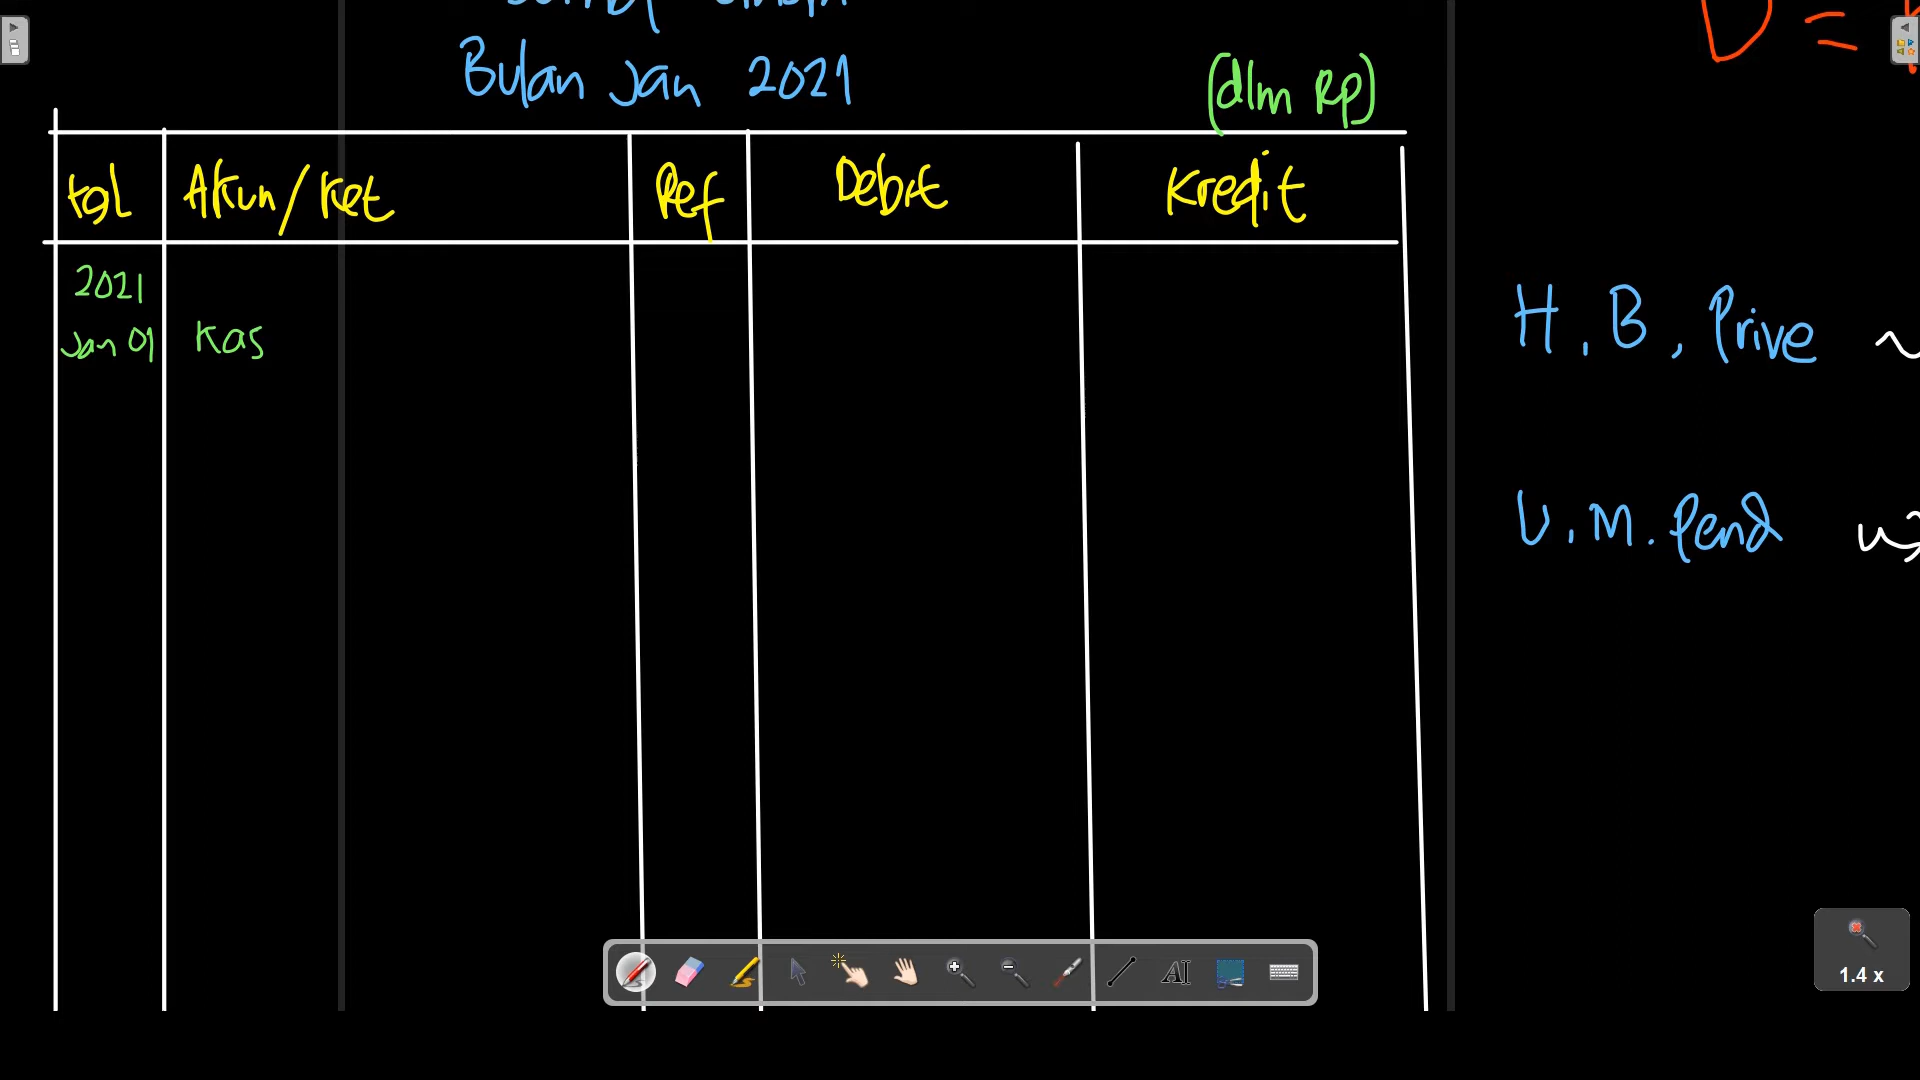 Bulan Jan 2021
(dlm Rp)
tgl Akun/Ket Ref Debit Kredit
2021
Jan 01 Kas
H, B, Prive
U. M. Pend
D =
1.4 x